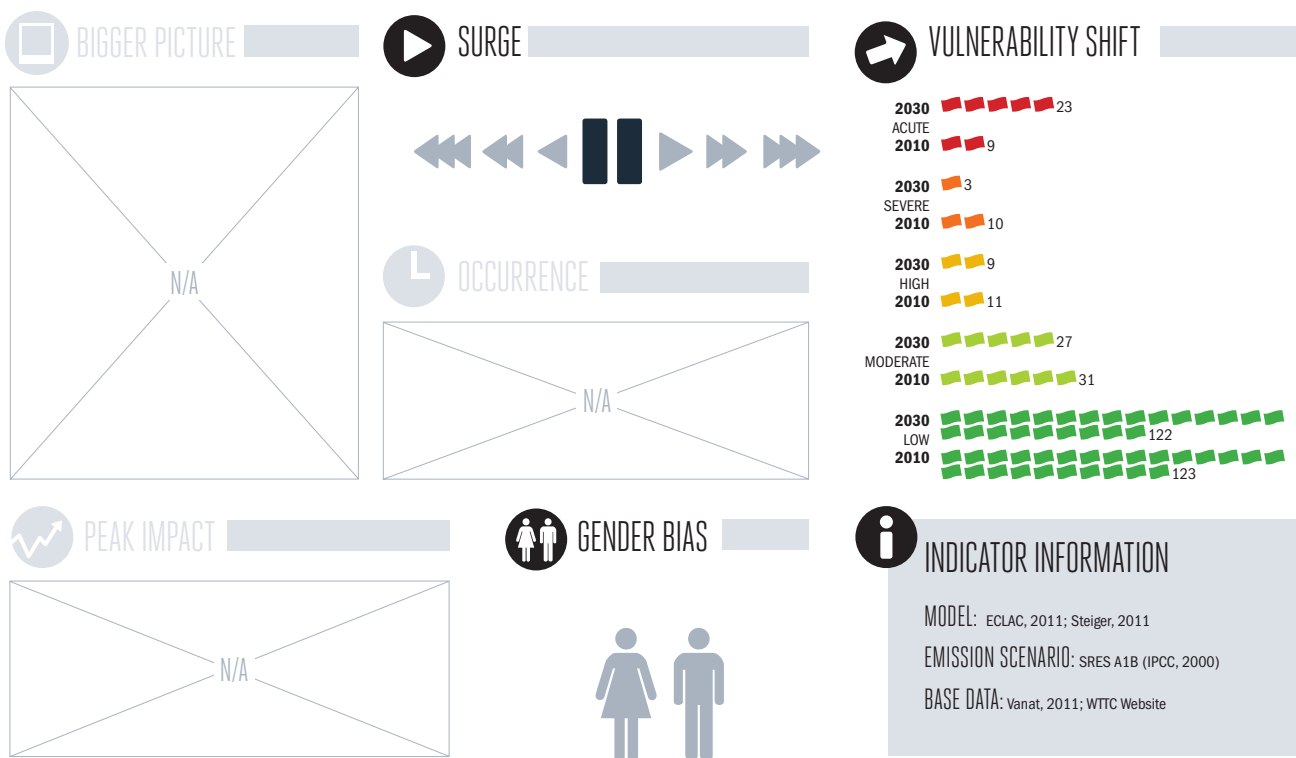 BIGGER PICTURE
N/A
SURGE
OCCURRENCE
N/A
VULNERABILITY SHIFT
2030 23
ACUTE
2010 9
2030 3
SEVERE
2010 10
2030 9
HIGH
2010 11
2030 27
MODERATE
2010 31
2030
LOW 122
2010
123
PEAK IMPACT
N/A
GENDER BIAS
INDICATOR INFORMATION
MODEL: ECLAC, 2011; Steiger, 2011
EMISSION SCENARIO: SRES A1B (IPCC, 2000)
BASE DATA: Vanat, 2011; WTTC Website